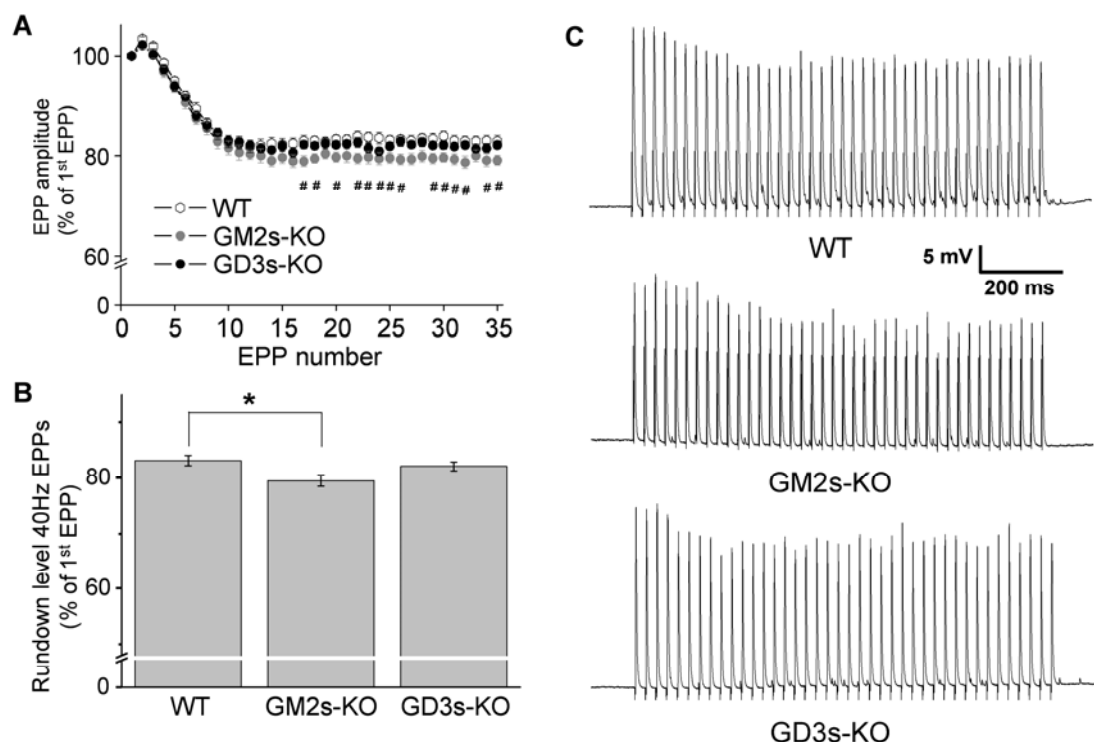 A
EPP amplitude
(% of 1st EPP)
100
80
60
0
# # # # # # # # # # # # #
WT
GM2s-KO
GD3s-KO
0 5 10 15 20 25 30 35
EPP number
B
Rundown level 40Hz EPPs
(% of 1st EPP)
80
60
0
*
WT GM2s-KO GD3s-KO
C
WT
5 mV
200 ms
GM2s-KO
GD3s-KO